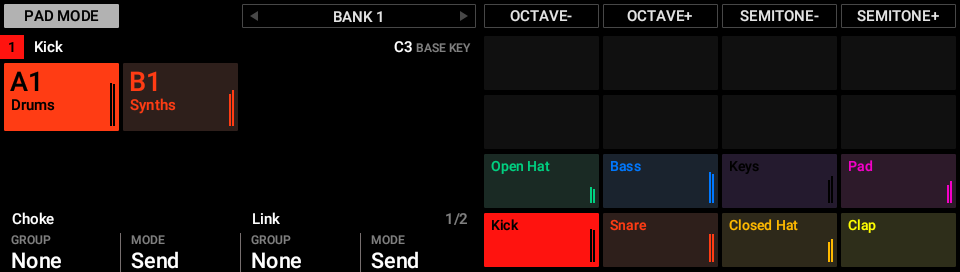 PAD MODE
BANK 1
OCTAVE-
OCTAVE+
SEMITONE-
SEMITONE+
1 Kick
C3 BASE KEY
A1
Drums
B1
Synths
Open Hat
Bass
Keys
Pad
Kick
Snare
Closed Hat
Clap
Choke
Link
1/2
GROUP
MODE
GROUP
MODE
None
Send
None
Send